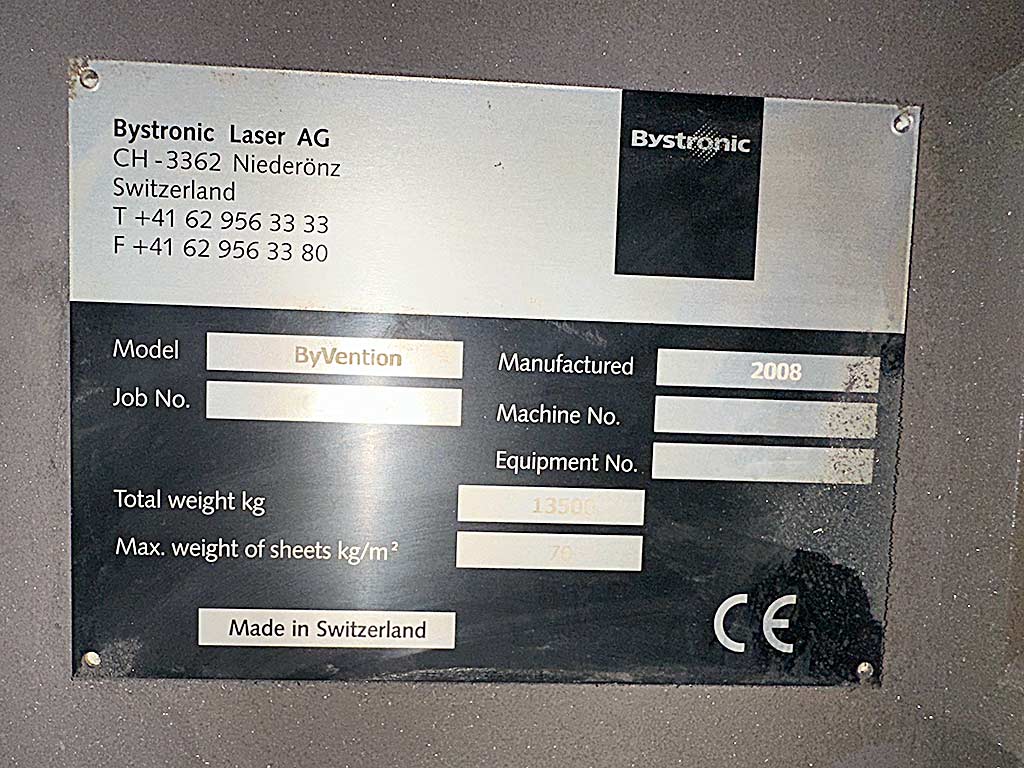 Bystronic Laser AG
CH-3362 Niederönz
Switzerland
T +41 62 956 33 33
F +41 62 956 33 80
Bystronic
Model ByVention
Job No.
Manufactured 2008
Machine No.
Equipment No.
Total weight kg 13500
Max. weight of sheets kg/m² 70
Made in Switzerland
CE